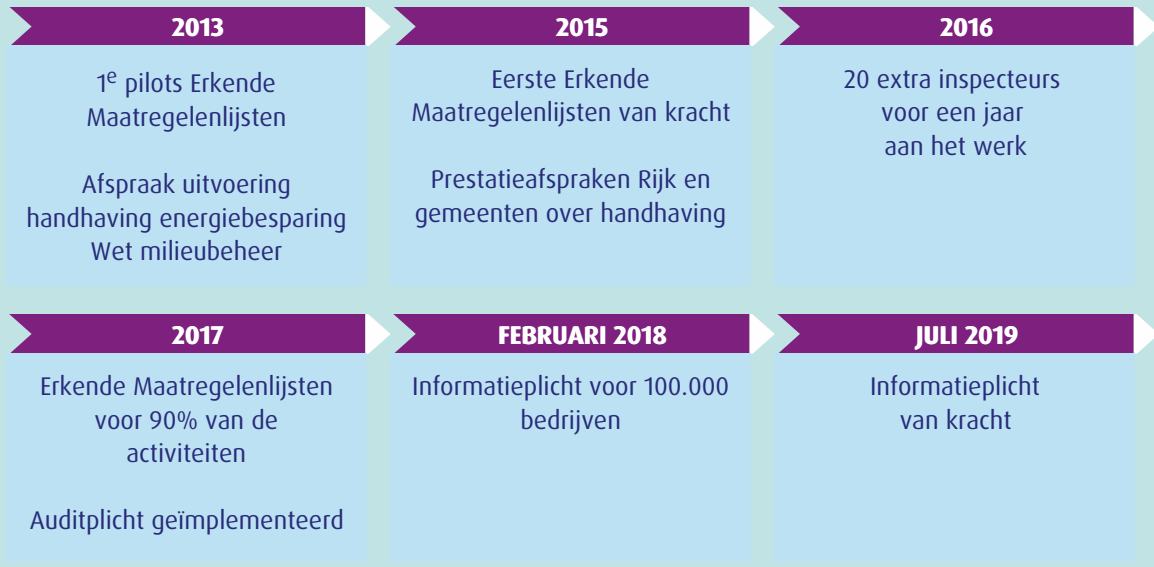 2013
1e pilots Erkende
Maatregelenlijsten
Afspraak uitvoering
handhaving energiebesparing
Wet milieubeheer
2015
Eerste Erkende
Maatregelenlijsten van kracht
Prestatieafspraken Rijk en
gemeenten over handhaving
2016
20 extra inspecteurs
voor een jaar
aan het werk
2017
Erkende Maatregelenlijsten
voor 90% van de
activiteiten
Auditplicht geïmplementeerd
FEBRUARI 2018
Informatieplicht voor 100.000
bedrijven
JULI 2019
Informatieplicht
van kracht